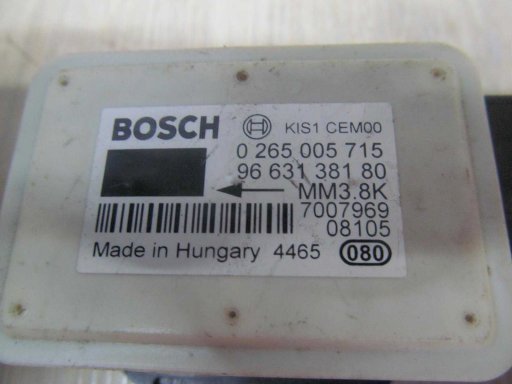 BOSCH KIS1 CEM00
0 265 005 715
96 631 381 80
MM3.8K
7007969
08105
Made in Hungary 4465 080